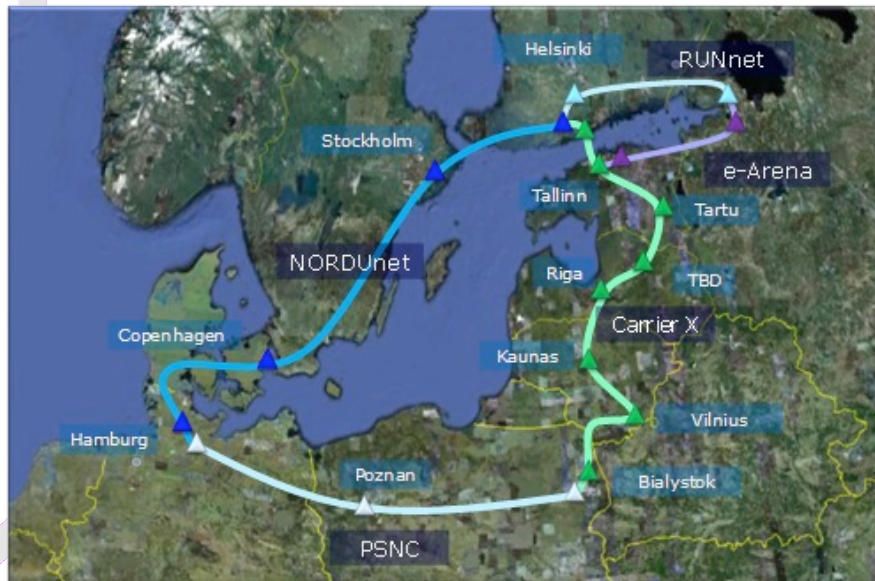 Helsinki
RUNnet
Stockholm
e-Arena
Tallinn
Tartu
NORDUnet
Riga
TBD
Copenhagen
Carrier X
Kaunas
Vilnius
Hamburg
Poznan
Bialystok
PSNC